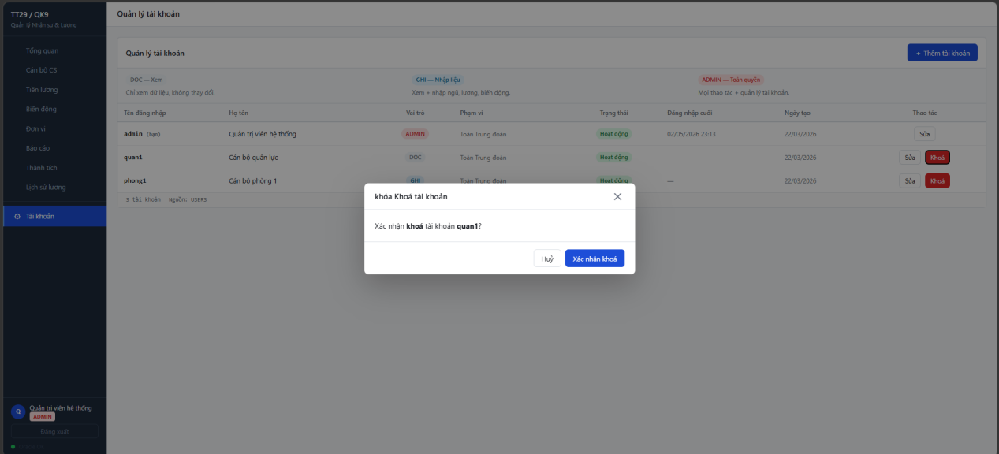 TT29 / QK9
Quản lý Nhân sự & Lương
Tổng quan
Cán bộ CS
Tiền lương
Biến động
Đơn vị
Báo cáo
Thành tích
Lịch sử lương
Tài khoản
Quản trị viên hệ thống
Q
ADMIN
Đăng xuất
Quản lý tài khoản
Quản lý tài khoản
+ Thêm tài khoản
DOC — Xem
Chỉ xem dữ liệu, không thay đổi.
GHI — Nhập liệu
Xem + nhập ngũ, lương, biến động.
ADMIN — Toàn quyền
Mọi thao tác + quản lý tài khoản.
Tên đăng nhập Họ tên Vai trò Phạm vi Trạng thái Đăng nhập cuối Ngày tạo Thao tác
admin (bạn) Quản trị viên hệ thống ADMIN Toàn Trung đoàn Hoạt động 02/05/2026 23:13 22/03/2026 Sửa
quan1 Cán bộ quân lực DOC Toàn Trung đoàn Hoạt động — 22/03/2026 Sửa Khoá
phong1 Cán bộ phòng 1 GHI Toàn Trung đoàn Hoạt động — 22/03/2026 Sửa Khoá
3 tài khoản Nguồn: USERS
khóa Khoá tài khoản
Xác nhận khoá tài khoản quan1?
Huỷ Xác nhận khoá